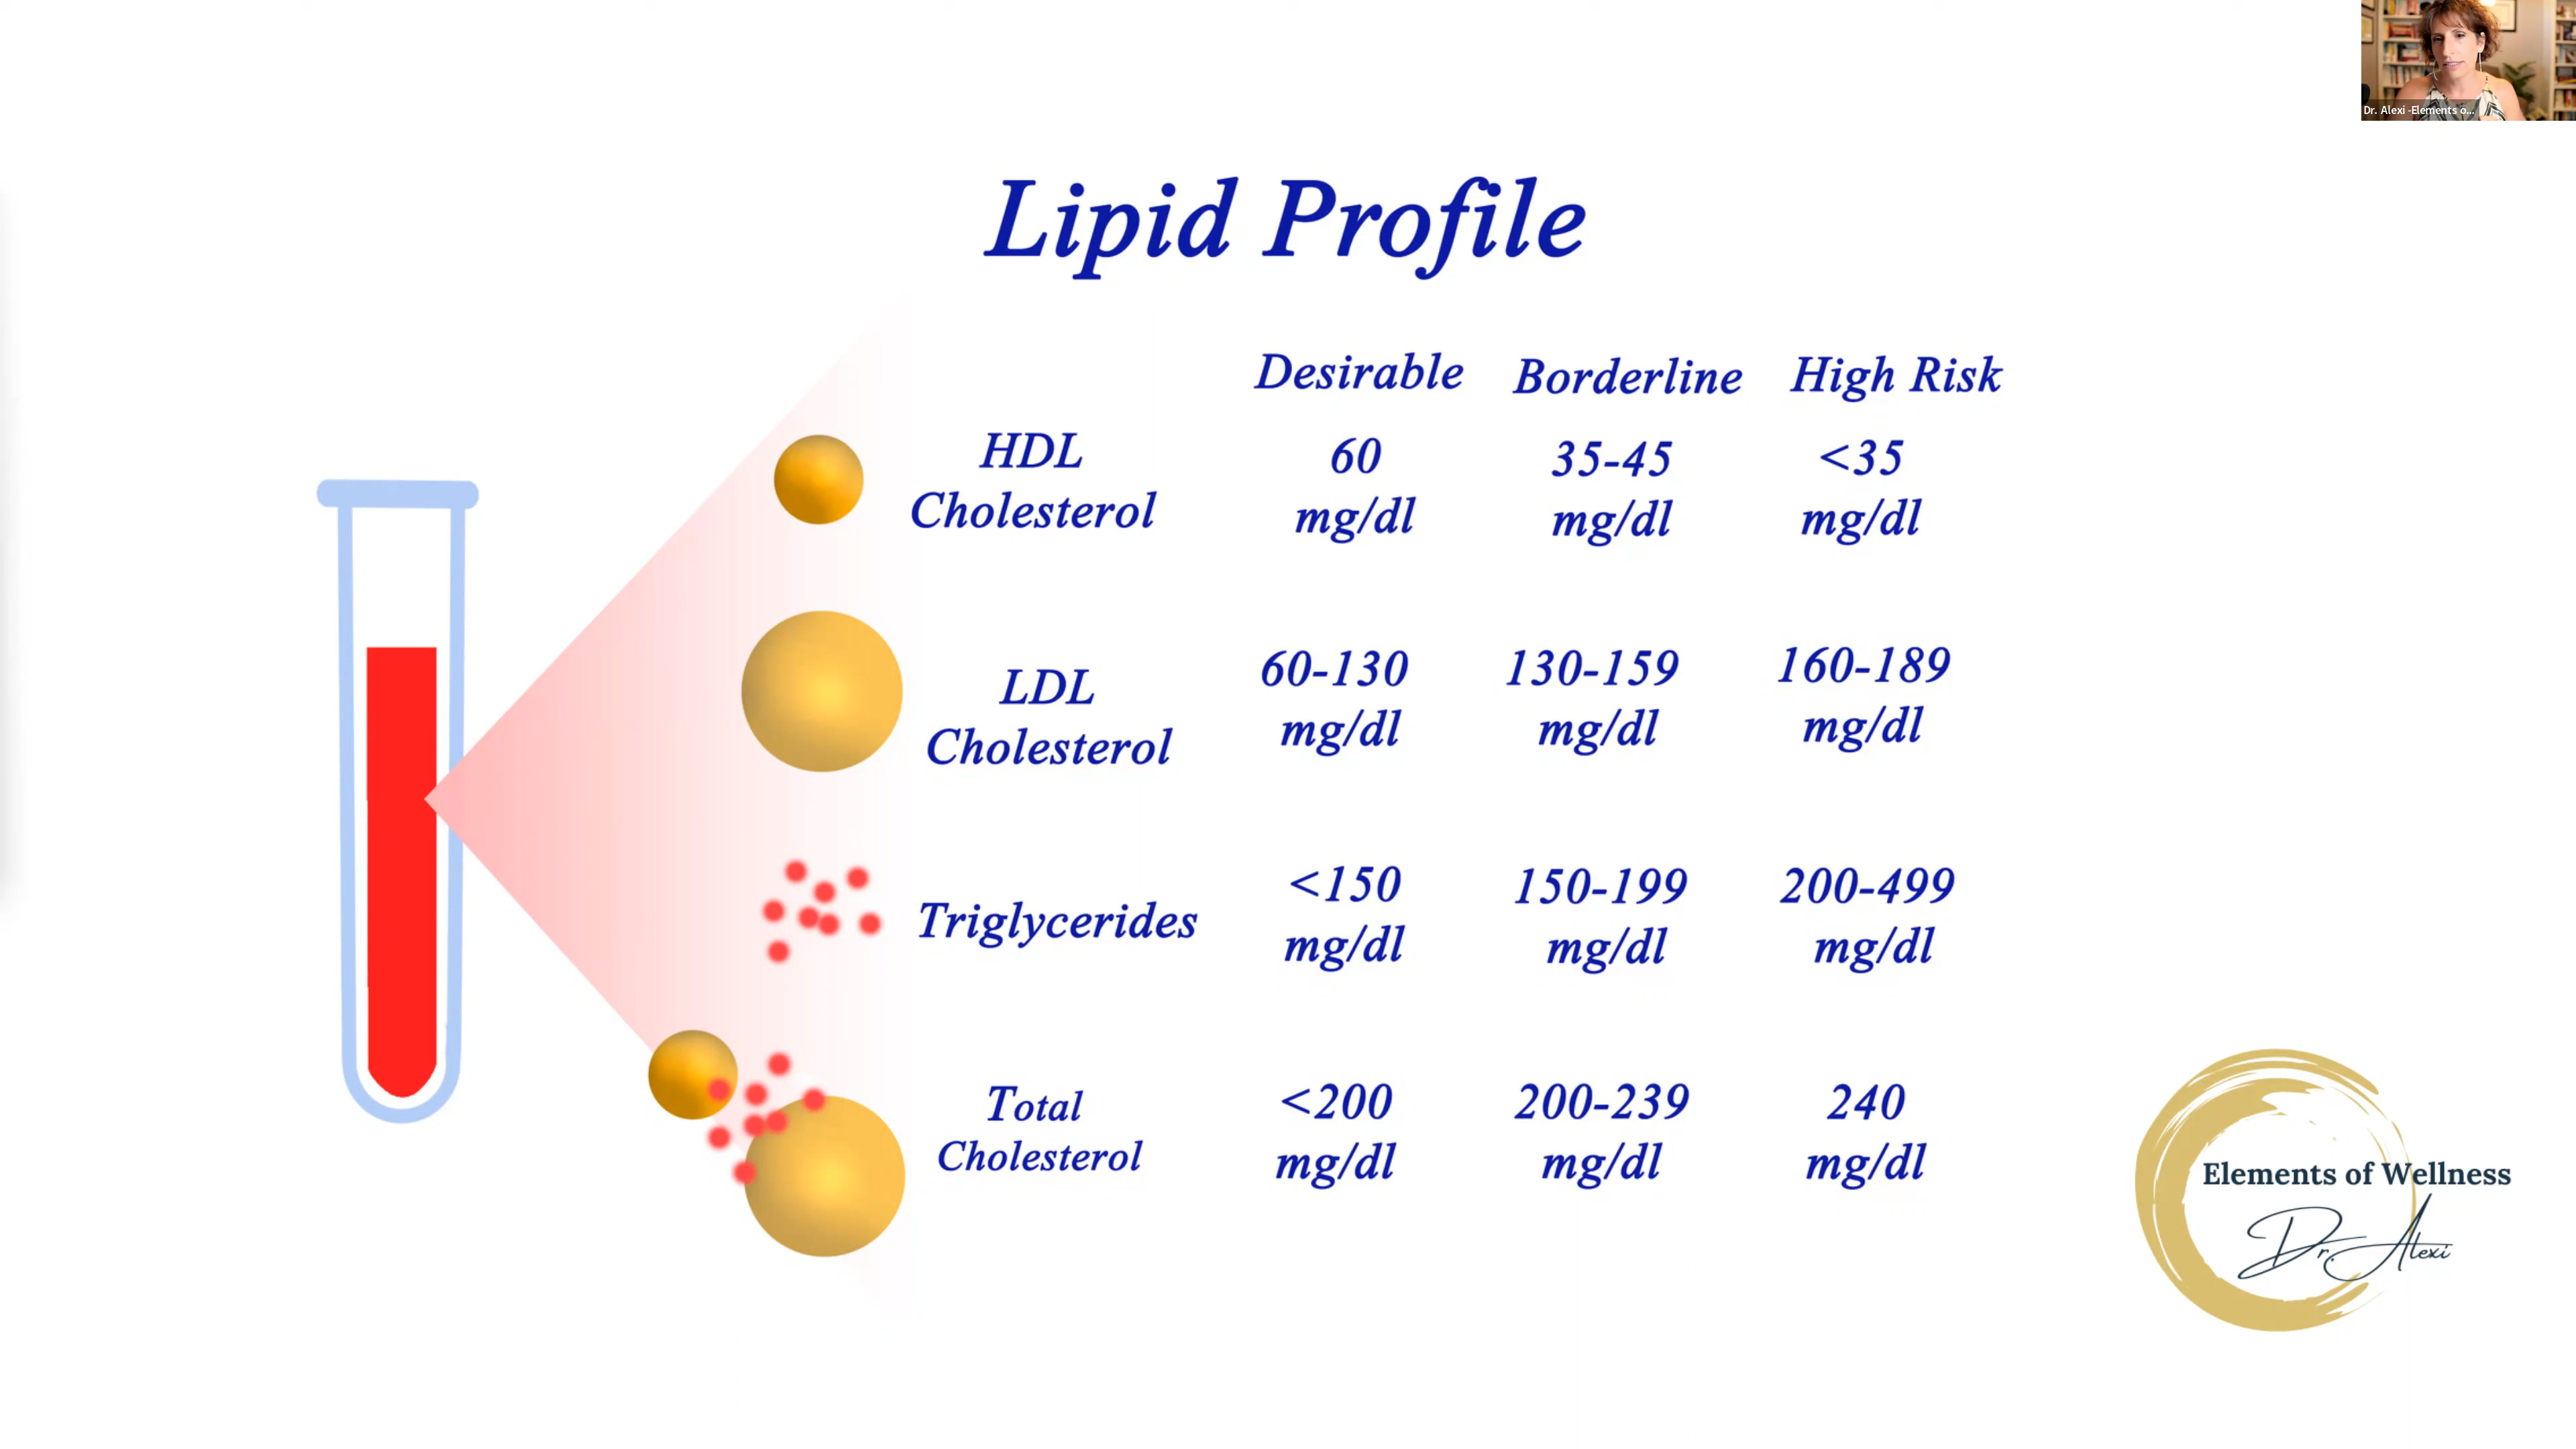 Dr. Alexi -Elements o...
Lipid Profile
Desirable Borderline High Risk
HDL
Cholesterol
60
mg/dl
35-45
mg/dl
<35
mg/dl
LDL
Cholesterol
60-130
mg/dl
130-159
mg/dl
160-189
mg/dl
Triglycerides
<150
mg/dl
150-199
mg/dl
200-499
mg/dl
Total
Cholesterol
<200
mg/dl
200-239
mg/dl
240
mg/dl
Elements of Wellness
Dr. Alexi